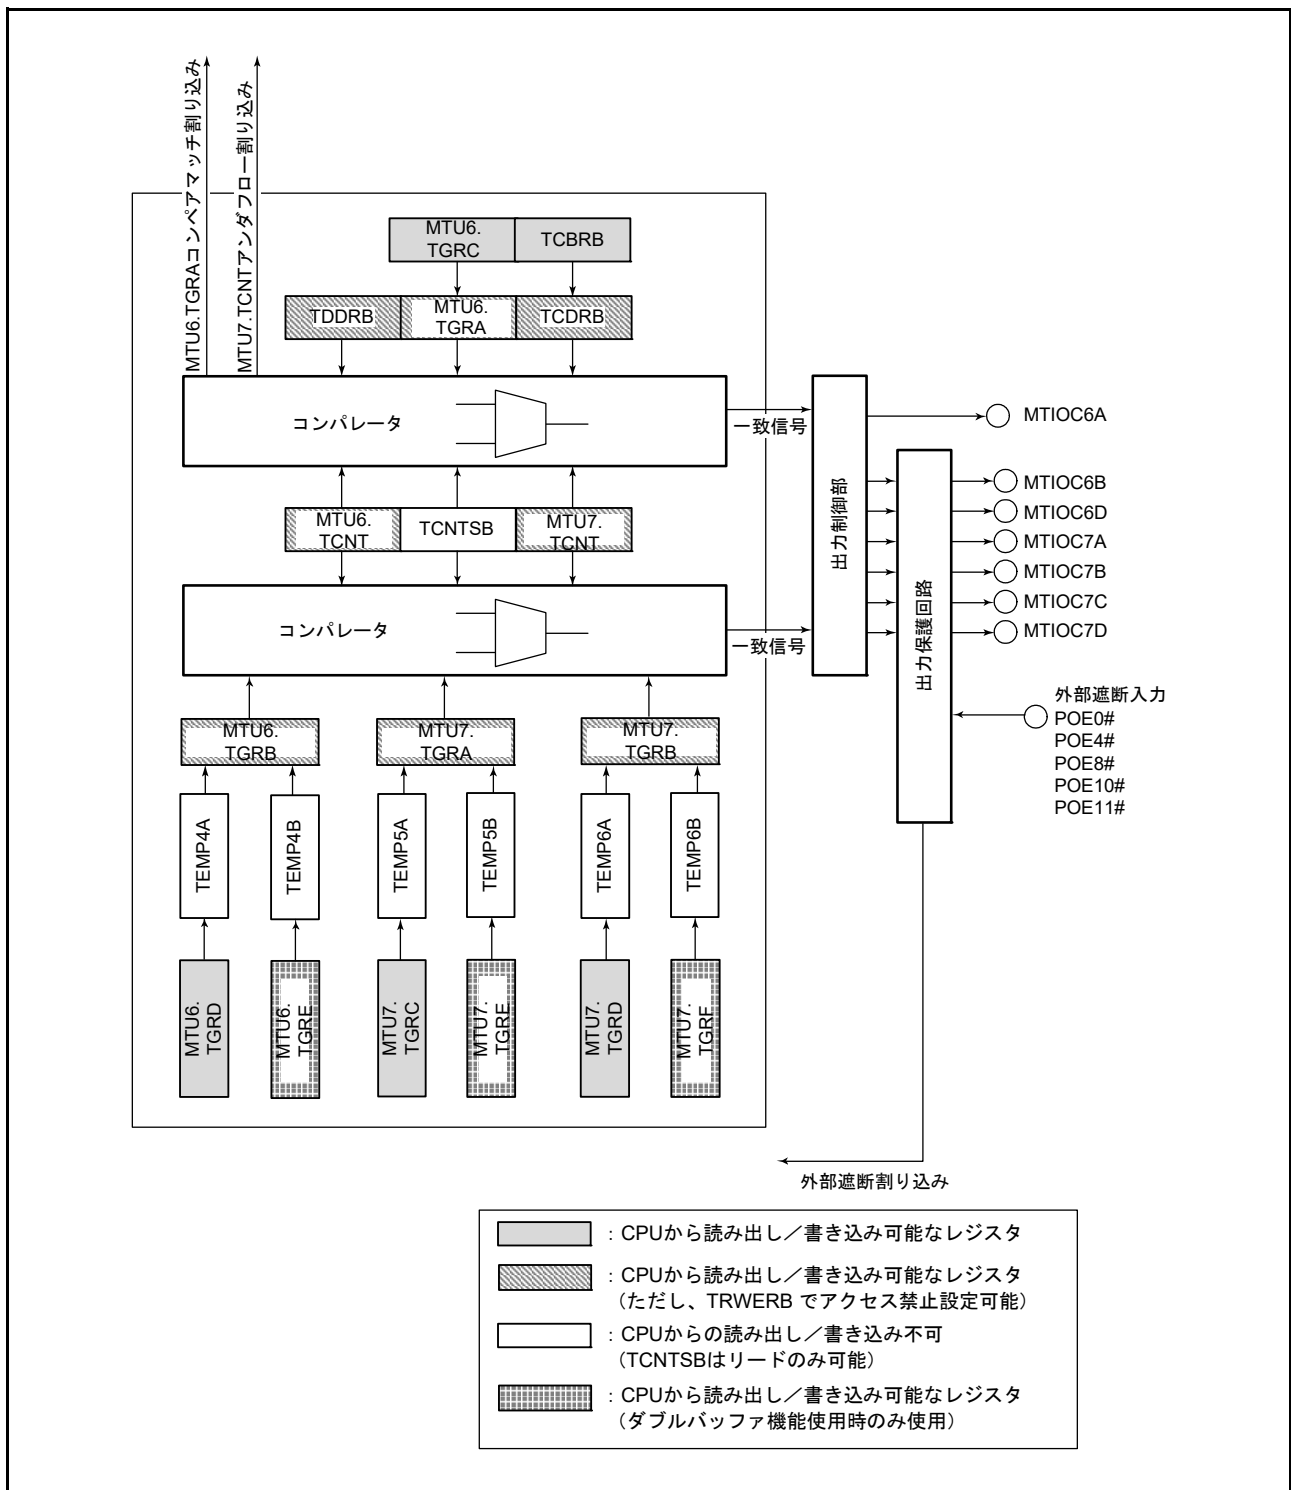 MTU6.TGRAコンペアマッチ割り込み
MTU7.TCNTアンダフロー割り込み
MTU6.
TGRC
TCBRB
TDDRB
MTU6.
TGRA
TCDRB
コンパレータ
一致信号
MTU6.
TCNT
TCNTSB
MTU7.
TCNT
コンパレータ
一致信号
出力制御部
出力保護回路
MTIOC6A
MTIOC6B
MTIOC6D
MTIOC7A
MTIOC7B
MTIOC7C
MTIOC7D
外部遮断入力
POE0#
POE4#
POE8#
POE10#
POE11#
MTU6.
TGRB
MTU7.
TGRA
MTU7.
TGRB
TEMP4A
TEMP4B
TEMP5A
TEMP5B
TEMP6A
TEMP6B
MTU6.
TGRD
MTU6.
TGRE
MTU7.
TGRC
MTU7.
TGRE
MTU7.
TGRD
MTU7.
TGRF
外部遮断割り込み
：CPUから読み出し／書き込み可能なレジスタ
：CPUから読み出し／書き込み可能なレジスタ
（ただし、TRWERB でアクセス禁止設定可能）
：CPUからの読み出し／書き込み不可
（TCNTSBはリードのみ可能）
：CPUから読み出し／書き込み可能なレジスタ
（ダブルバッファ機能使用時のみ使用）